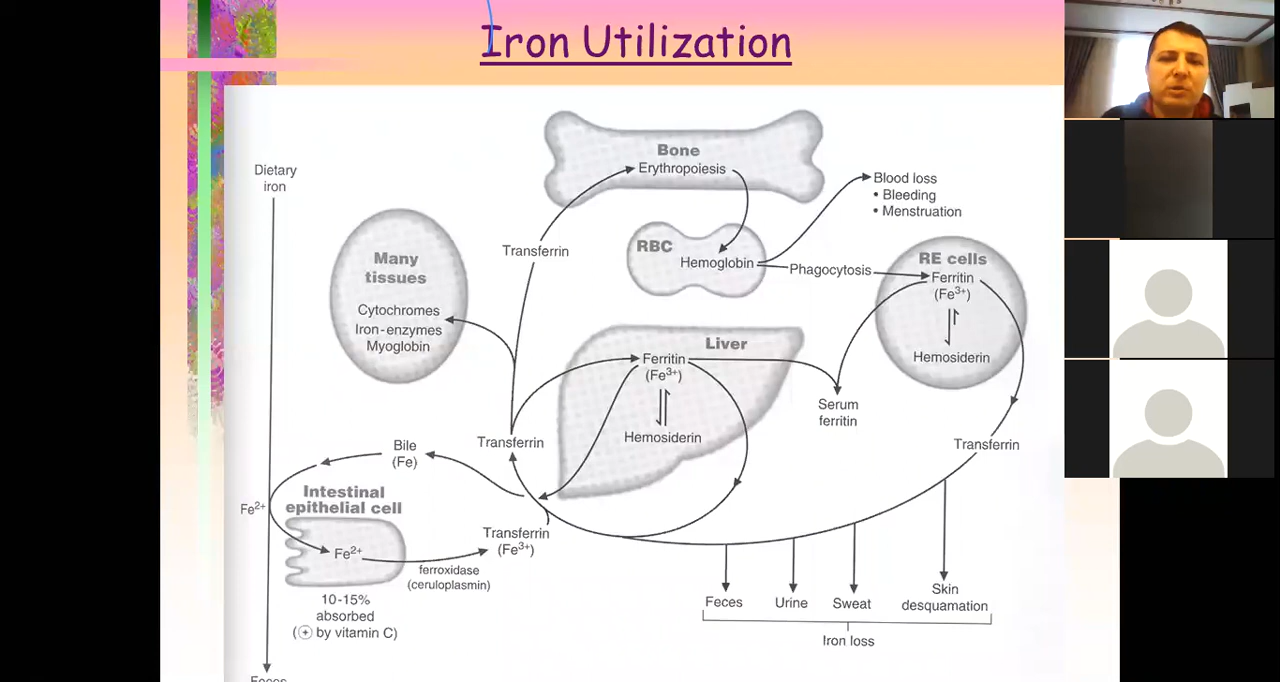 Iron Utilization
Dietary
iron
Bone
Erythropoiesis
Blood loss
• Bleeding
• Menstruation
Transferrin
RBC
Hemoglobin
Phagocytosis
RE cells
Ferritin
(Fe3+)
Hemosiderin
Many
tissues
Cytochromes
Iron-enzymes
Myoglobin
Liver
Ferritin
(Fe3+)
Hemosiderin
Serum
ferritin
Transferrin
Transferrin
Bile
(Fe)
Fe2+
Intestinal
epithelial cell
Fe2+
ferroxidase
(ceruloplasmin)
Transferrin
(Fe3+)
10-15%
absorbed
(+ by vitamin C)
Feces
Urine
Sweat
Skin
desquamation
Iron loss
Feces